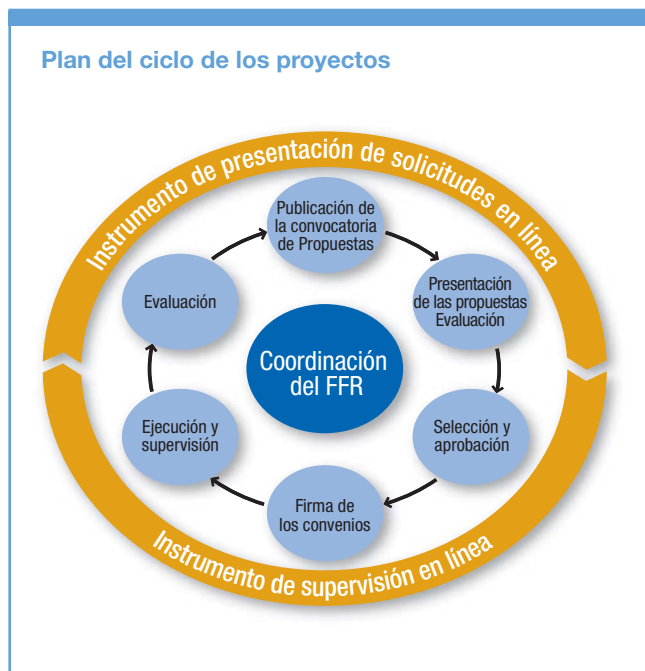 Plan del ciclo de los proyectos
Instrumento de presentación de solicitudes en línea
Publicación de
la convocatoria
de Propuestas
Presentación
de las propuestas
Evaluación
Selección y
aprobación
Firma de
los convenios
Ejecución y
supervisión
Evaluación
Coordinación
del FFR
Instrumento de supervisión en línea